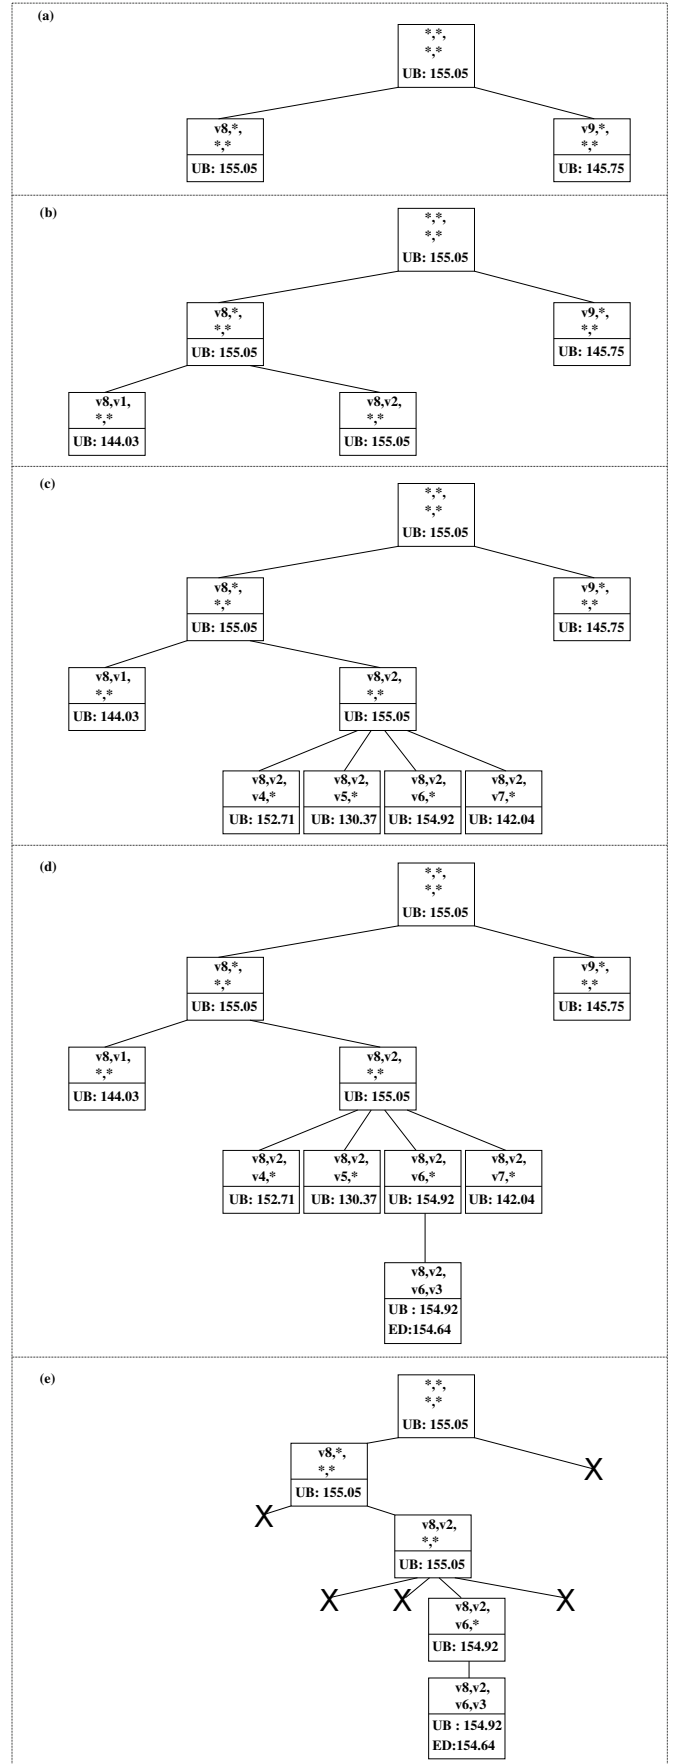 (a)
*,*,
*,*
UB: 155.05
v8,*,
*,*
UB: 155.05
v9,*,
*,*
UB: 145.75
(b)
*,*,
*,*
UB: 155.05
v8,*,
*,*
UB: 155.05
v9,*,
*,*
UB: 145.75
v8,v1,
*,*
UB: 144.03
v8,v2,
*,*
UB: 155.05
(c)
*,*,
*,*
UB: 155.05
v8,*,
*,*
UB: 155.05
v9,*,
*,*
UB: 145.75
v8,v1,
*,*
UB: 144.03
v8,v2,
*,*
UB: 155.05
v8,v2,
v4,*
UB: 152.71
v8,v2,
v5,*
UB: 130.37
v8,v2,
v6,*
UB: 154.92
v8,v2,
v7,*
UB: 142.04
(d)
*,*,
*,*
UB: 155.05
v8,*,
*,*
UB: 155.05
v9,*,
*,*
UB: 145.75
v8,v1,
*,*
UB: 144.03
v8,v2,
*,*
UB: 155.05
v8,v2,
v4,*
UB: 152.71
v8,v2,
v5,*
UB: 130.37
v8,v2,
v6,*
UB: 154.92
v8,v2,
v7,*
UB: 142.04
v8,v2,
v6,v3
UB : 154.92
ED:154.64
(e)
*,*,
*,*
UB: 155.05
v8,*,
*,*
UB: 155.05
X
X
v8,v2,
*,*
UB: 155.05
X
X
X
v8,v2,
v6,*
UB: 154.92
v8,v2,
v6,v3
UB : 154.92
ED:154.64